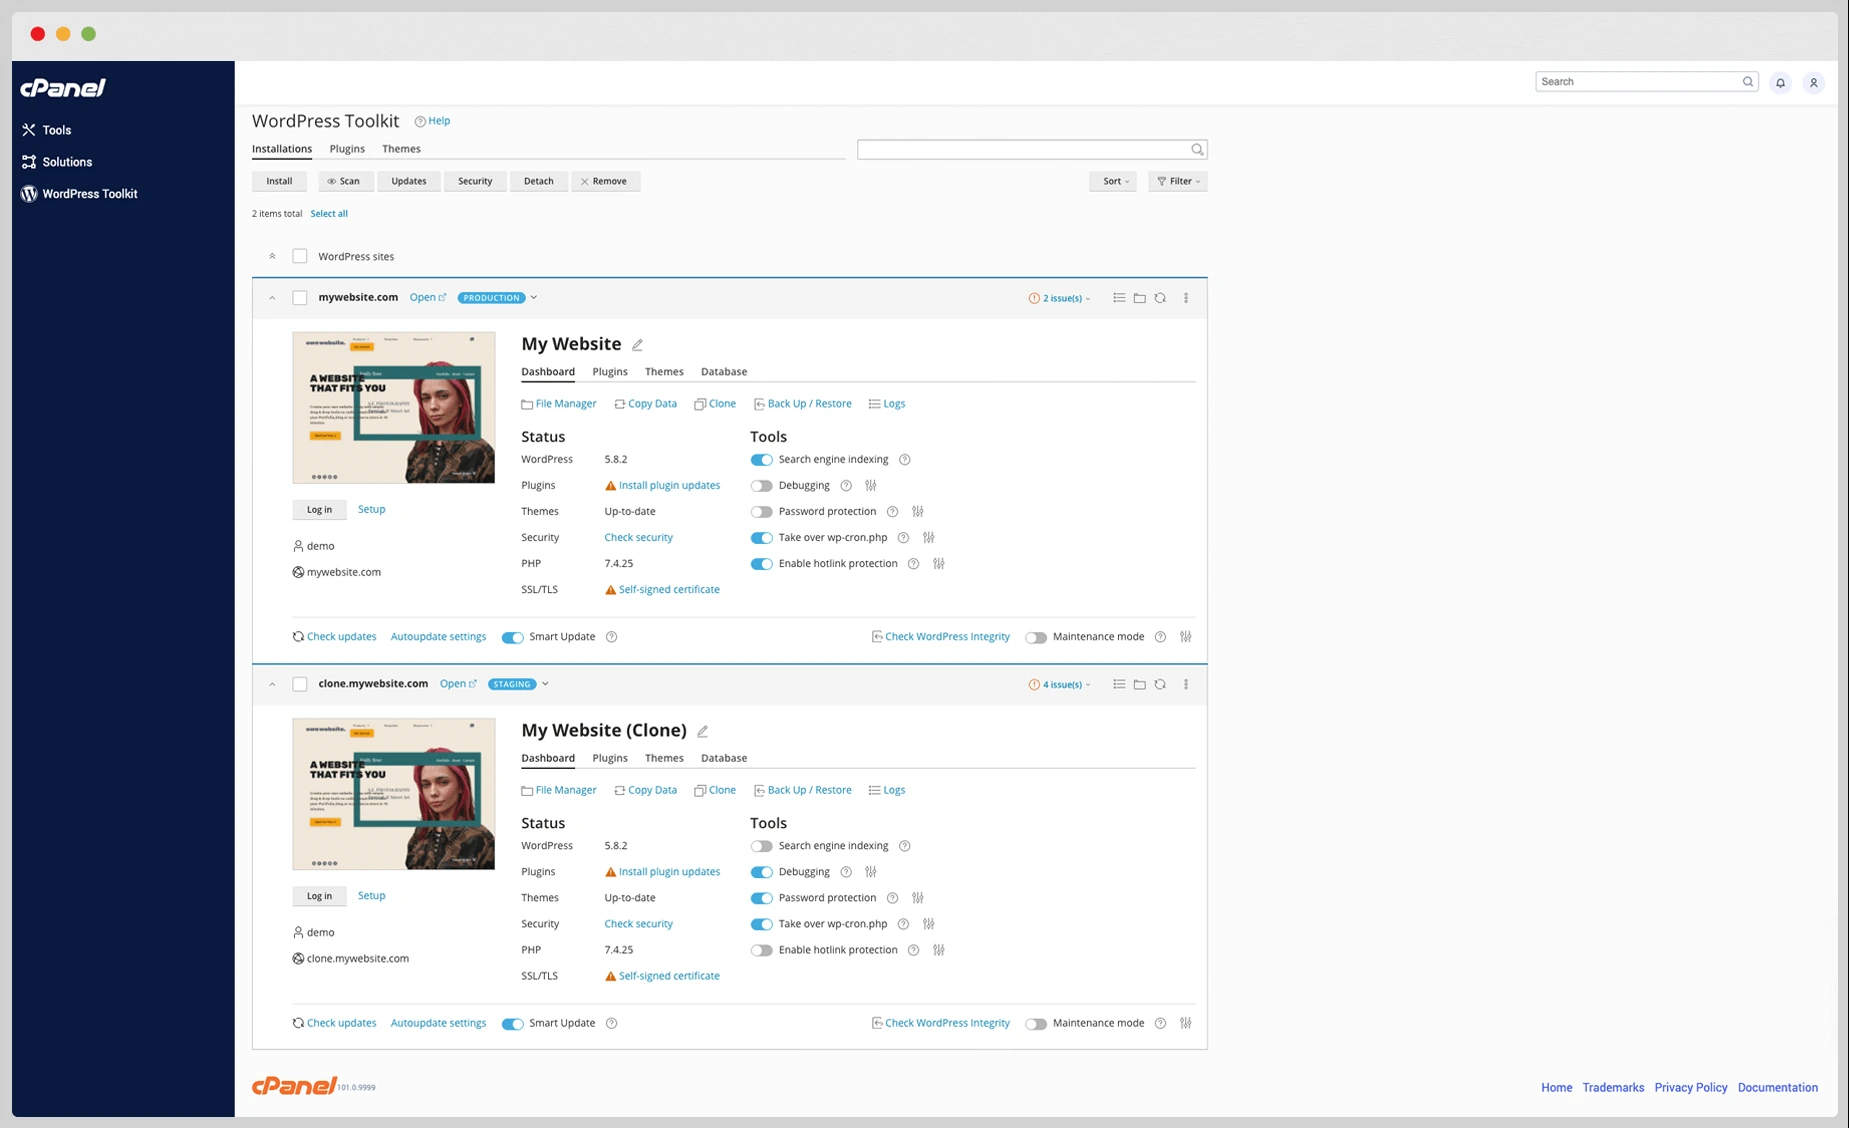 cPanel
Search
Tools
Solutions
WordPress Toolkit
WordPress Toolkit Help
Installations Plugins Themes
Install Scan Updates Security Detach Remove Sort Filter
2 items total Select all
WordPress sites
mywebsite.com Open PRODUCTION 2 issue(s)
A WEBSITE
THAT FITS YOU
My Website
Dashboard Plugins Themes Database
File Manager Copy Data Clone Back Up / Restore Logs
Status Tools
WordPress 5.8.2 Search engine indexing
Plugins Install plugin updates Debugging
Themes Up-to-date Password protection
Security Check security Take over wp-cron.php
PHP 7.4.25 Enable hotlink protection
SSL/TLS Self-signed certificate
Log in Setup
demo
mywebsite.com
Check updates Autoupdate settings Smart Update Check WordPress Integrity Maintenance mode
clone.mywebsite.com Open STAGING 4 issue(s)
A WEBSITE
THAT FITS YOU
My Website (Clone)
Dashboard Plugins Themes Database
File Manager Copy Data Clone Back Up / Restore Logs
Status Tools
WordPress 5.8.2 Search engine indexing
Plugins Install plugin updates Debugging
Themes Up-to-date Password protection
Security Check security Take over wp-cron.php
PHP 7.4.25 Enable hotlink protection
SSL/TLS Self-signed certificate
Log in Setup
demo
clone.mywebsite.com
Check updates Autoupdate settings Smart Update Check WordPress Integrity Maintenance mode
cPanel 101.0.9999
Home Trademarks Privacy Policy Documentation